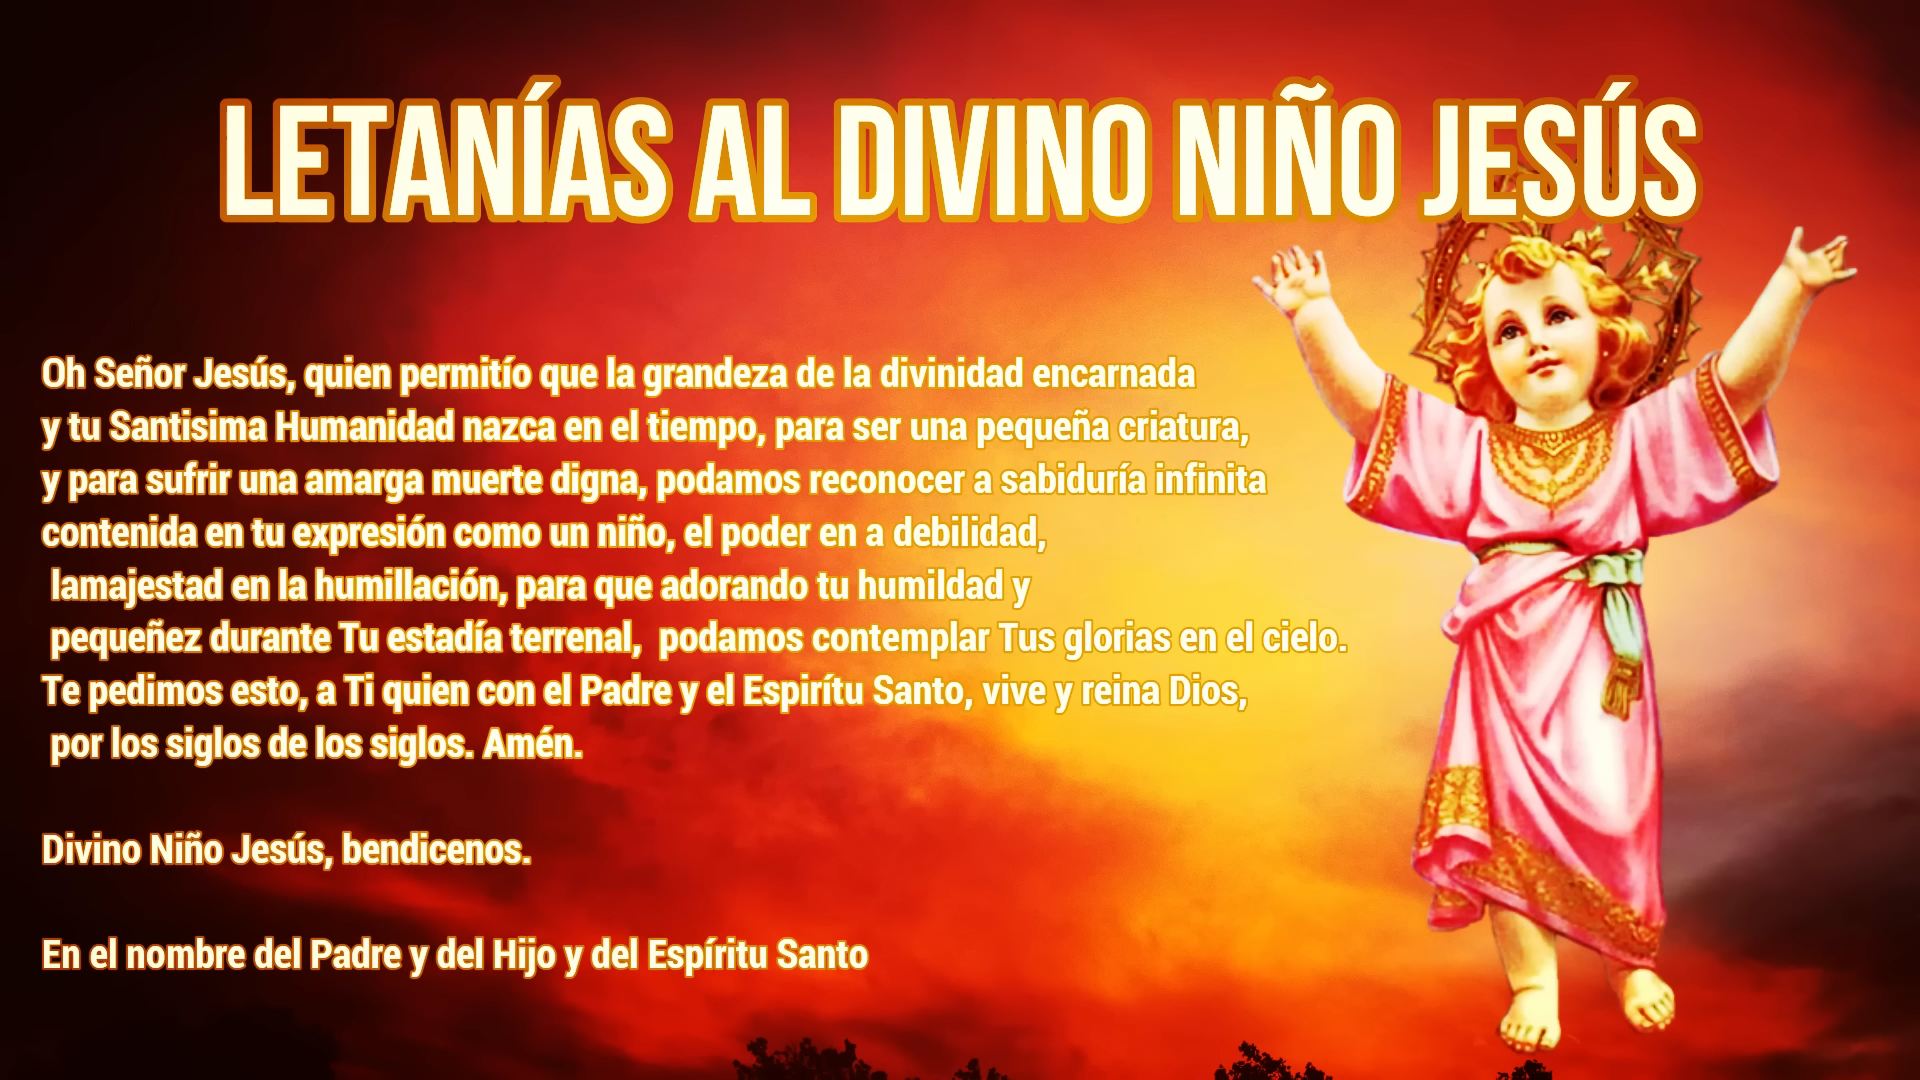 LETANÍAS AL DIVINO NIÑO JESÚS
Oh Señor Jesús, quien permitío que la grandeza de la divinidad encarnada
y tu Santisima Humanidad nazca en el tiempo, para ser una pequeña criatura,
y para sufrir una amarga muerte digna, podamos reconocer a sabiduría infinita
contenida en tu expresión como un niño, el poder en a debilidad,
lamajestad en la humillación, para que adorando tu humildad y
pequeñez durante Tu estadía terrenal, podamos contemplar Tus glorias en el cielo.
Te pedimos esto, a Ti quien con el Padre y el Espirítu Santo, vive y reina Dios,
por los siglos de los siglos. Amén.
Divino Niño Jesús, bendicenos.
En el nombre del Padre y del Hijo y del Espíritu Santo